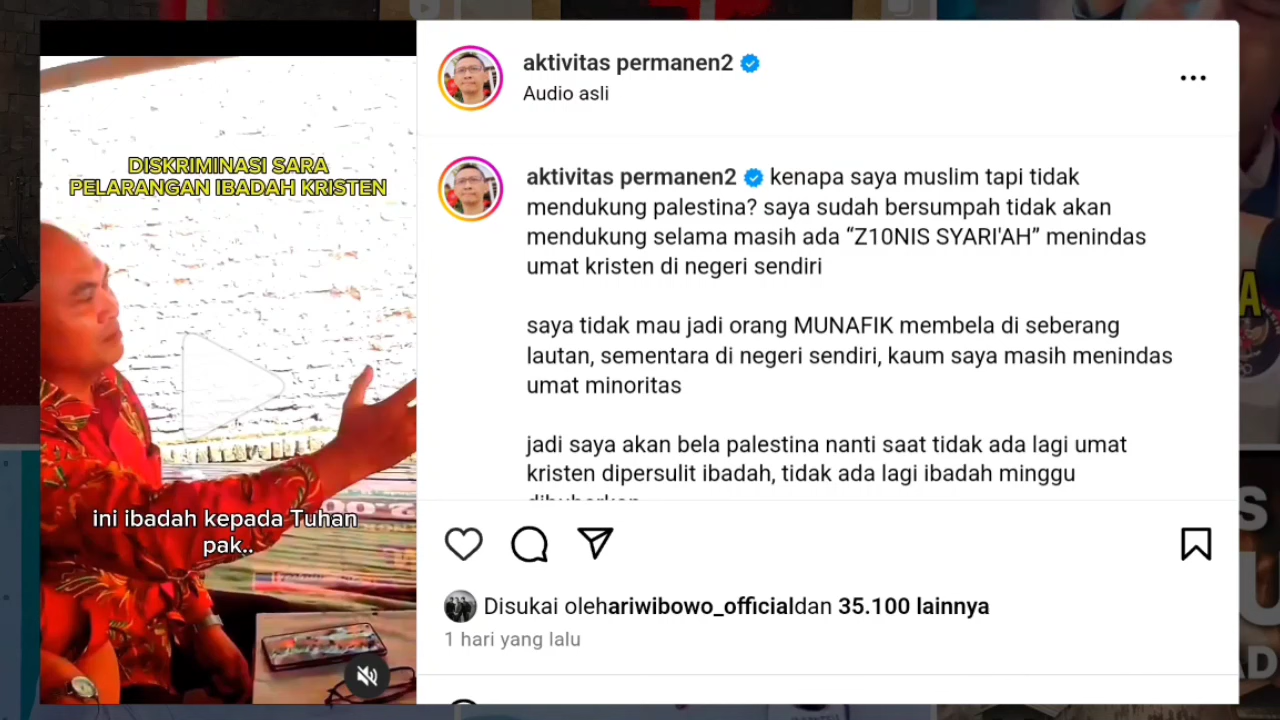 DISKRIMINASI SARA
PELARANGAN IBADAH KRISTEN
ini ibadah kepada Tuhan
pak..
aktivitas permanen2
Audio asli
aktivitas permanen2 kenapa saya muslim tapi tidak
mendukung palestina? saya sudah bersumpah tidak akan
mendukung selama masih ada “Z10NIS SYARI'AH” menindas
umat kristen di negeri sendiri
saya tidak mau jadi orang MUNAFIK membela di seberang
lautan, sementara di negeri sendiri, kaum saya masih menindas
umat minoritas
jadi saya akan bela palestina nanti saat tidak ada lagi umat
kristen dipersulit ibadah, tidak ada lagi ibadah minggu
Disukai olehariwibowo_officialdan 35.100 lainnya
1 hari yang lalu